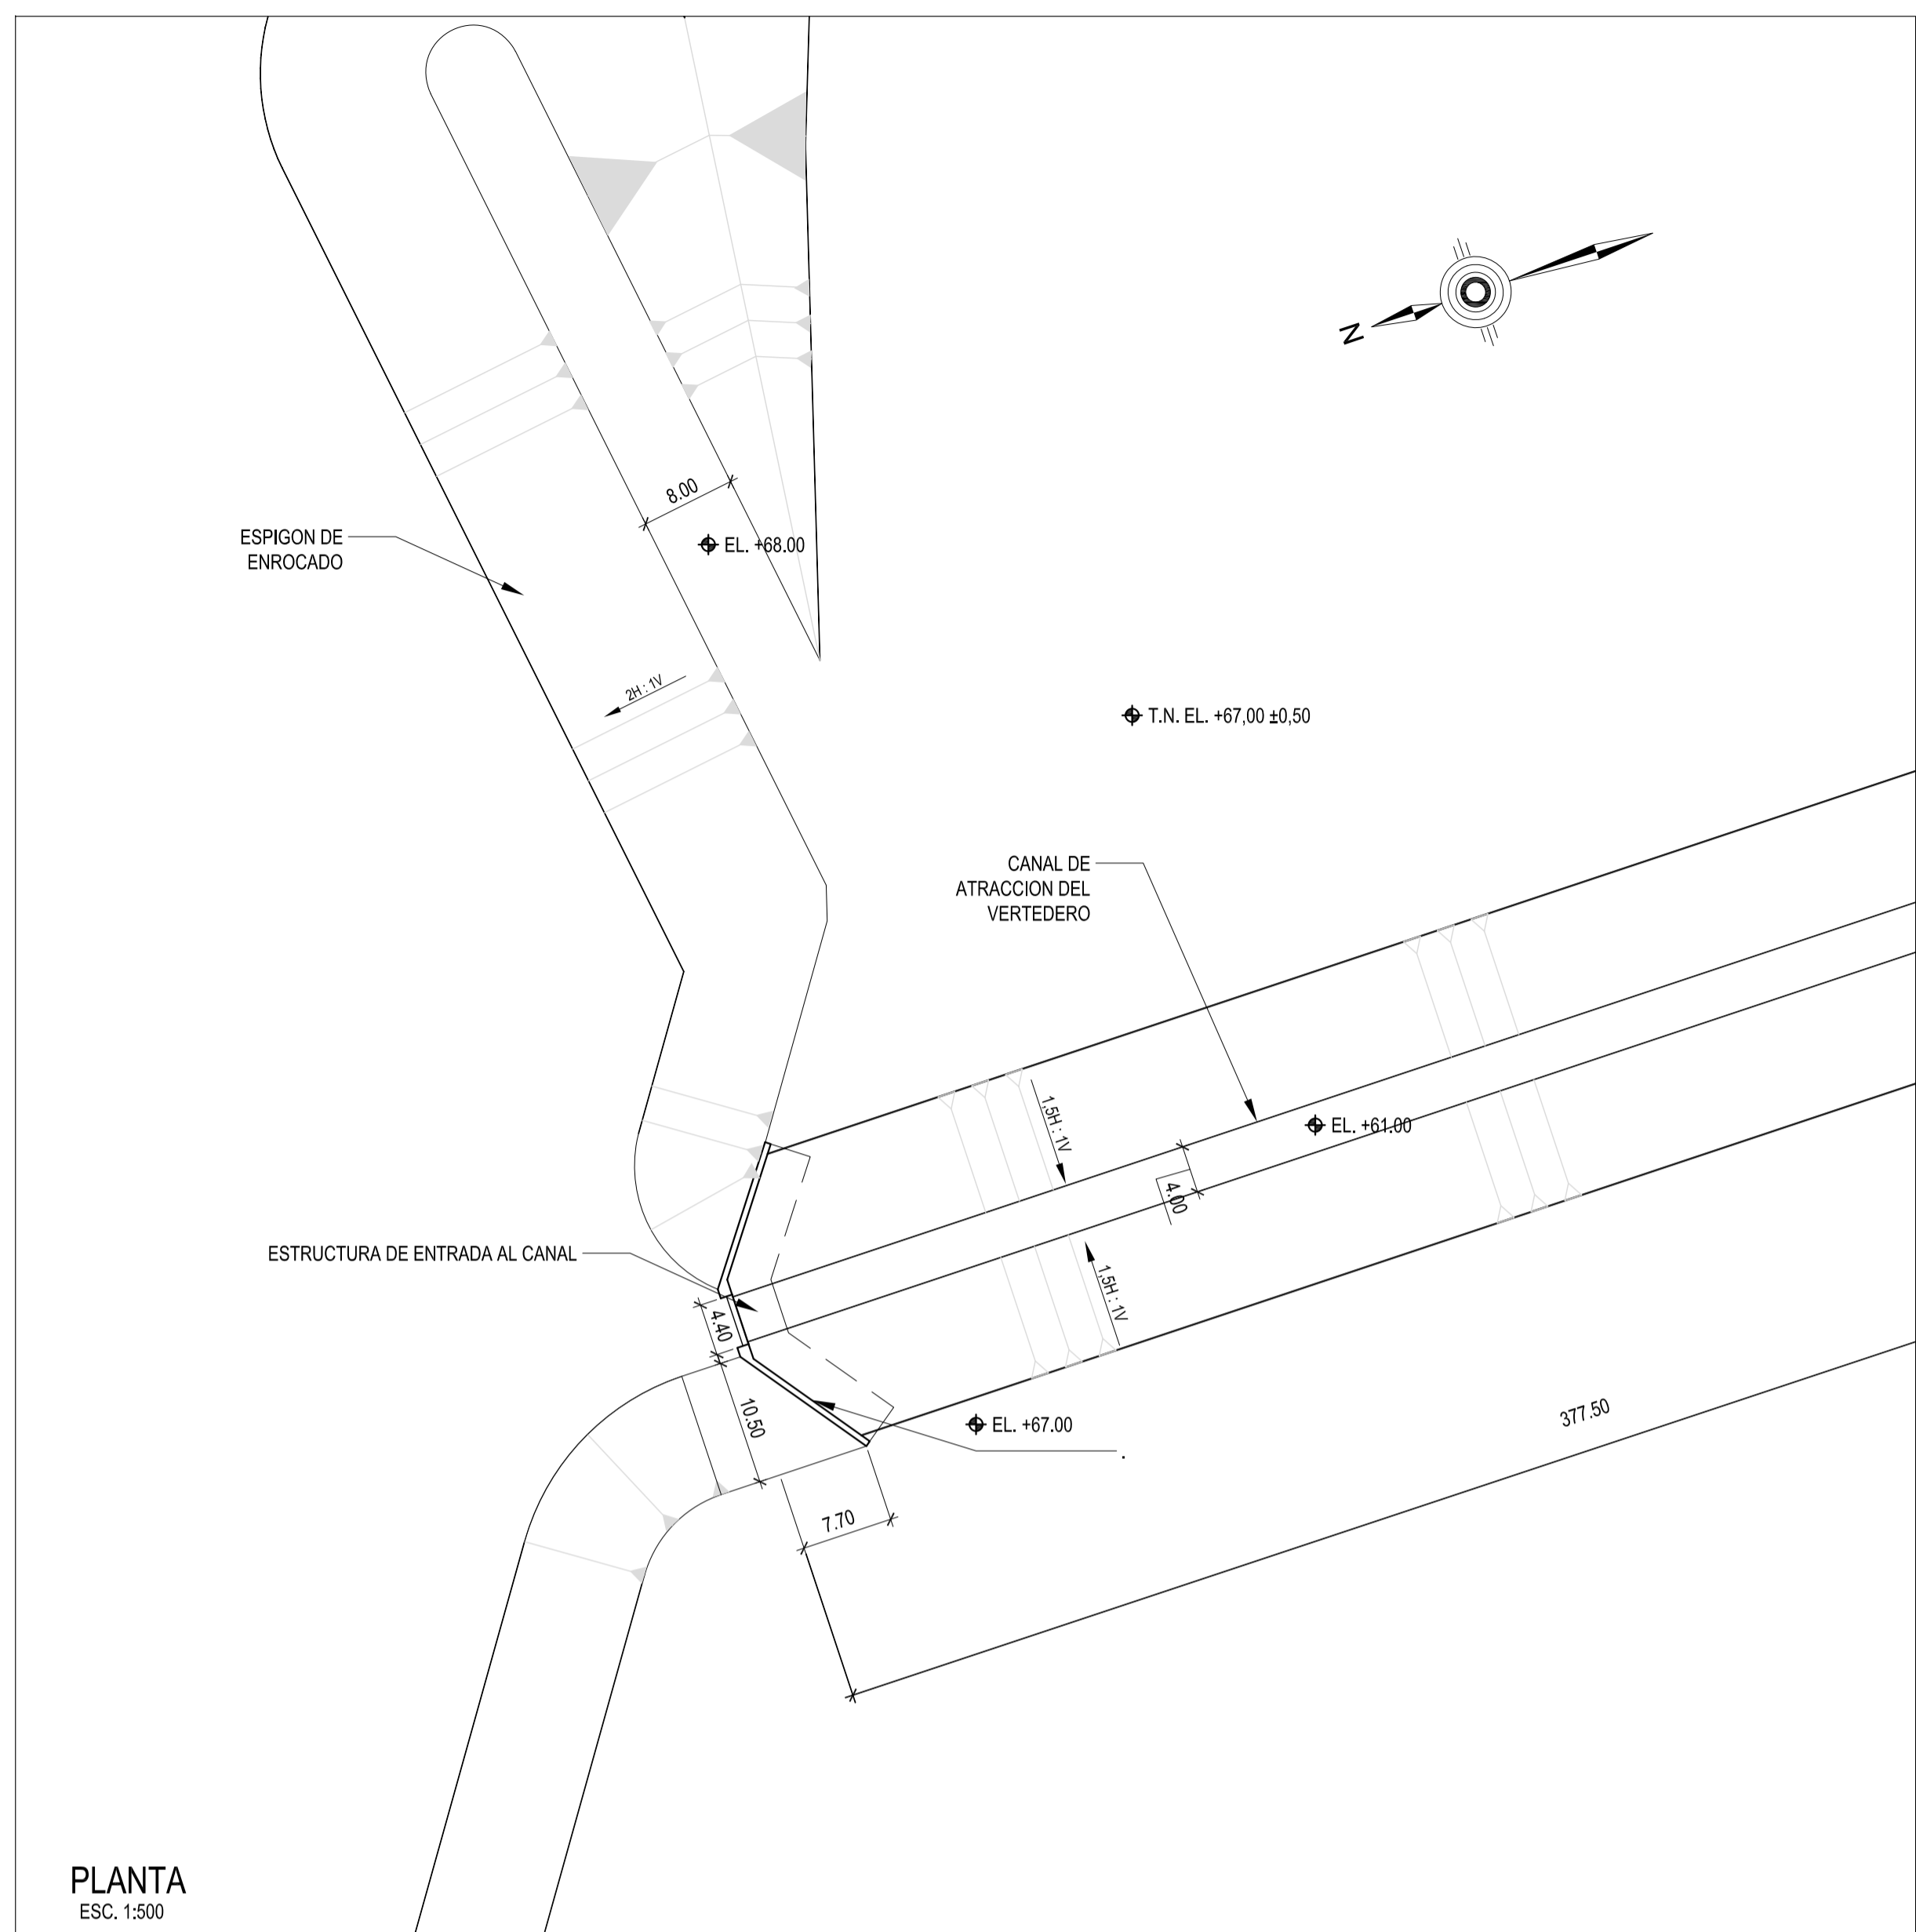 N
8.00
EL. +68.00
ESPIGON DE
ENROCADO
2H : 1V
T.N. EL. +67,00 ±0,50
CANAL DE
ATRACCION DEL
VERTEDERO
1,5H : 1V
EL. +61.00
4.00
ESTRUCTURA DE ENTRADA AL CANAL
4.40
1,5H : 1V
10.50
EL. +67.00
.
377.50
7.70
PLANTA
ESC. 1:500